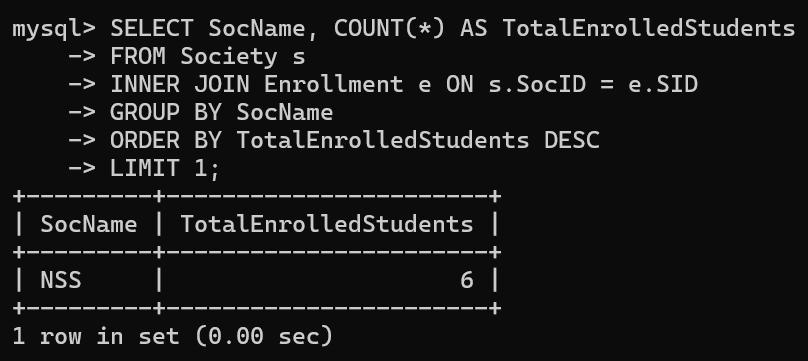 mysql> SELECT SocName, COUNT(*) AS TotalEnrolledStudents
    -> FROM Society s
    -> INNER JOIN Enrollment e ON s.SocID = e.SID
    -> GROUP BY SocName
    -> ORDER BY TotalEnrolledStudents DESC
    -> LIMIT 1;
+---------+-----------------------+
| SocName | TotalEnrolledStudents |
+---------+-----------------------+
| NSS     |                     6 |
+---------+-----------------------+
1 row in set (0.00 sec)